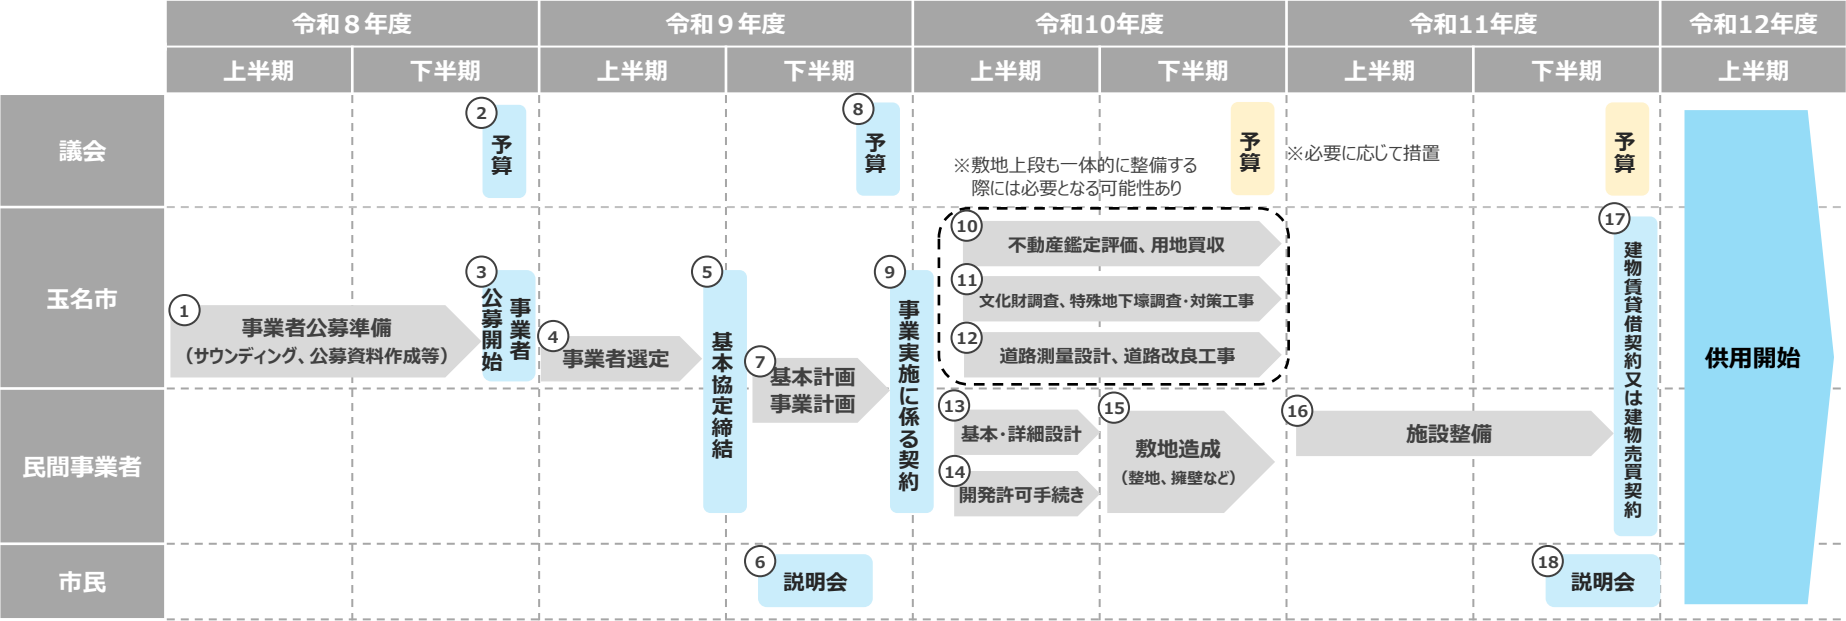 令和８年度
令和９年度
令和10年度
令和11年度
令和12年度
上半期
下半期
上半期
下半期
上半期
下半期
上半期
下半期
上半期
議会
2
予算
8
予算
※敷地上段も一体的に整備する
際には必要となる可能性あり
予算
※必要に応じて措置
予算
玉名市
1
事業者公募準備
（サウンディング、公募資料作成等）
3
事業者
公募開始
4
事業者選定
5
基本協定締結
7
基本計画
事業計画
9
事業実施に係る契約
10
不動産鑑定評価、用地買収
11
文化財調査、特殊地下壕調査・対策工事
12
道路測量設計、道路改良工事
17
建物賃貸借契約又は建物売買契約
供用開始
民間事業者
13
基本・詳細設計
14
開発許可手続き
15
敷地造成
（整地、擁壁など）
16
施設整備
市民
6
説明会
18
説明会